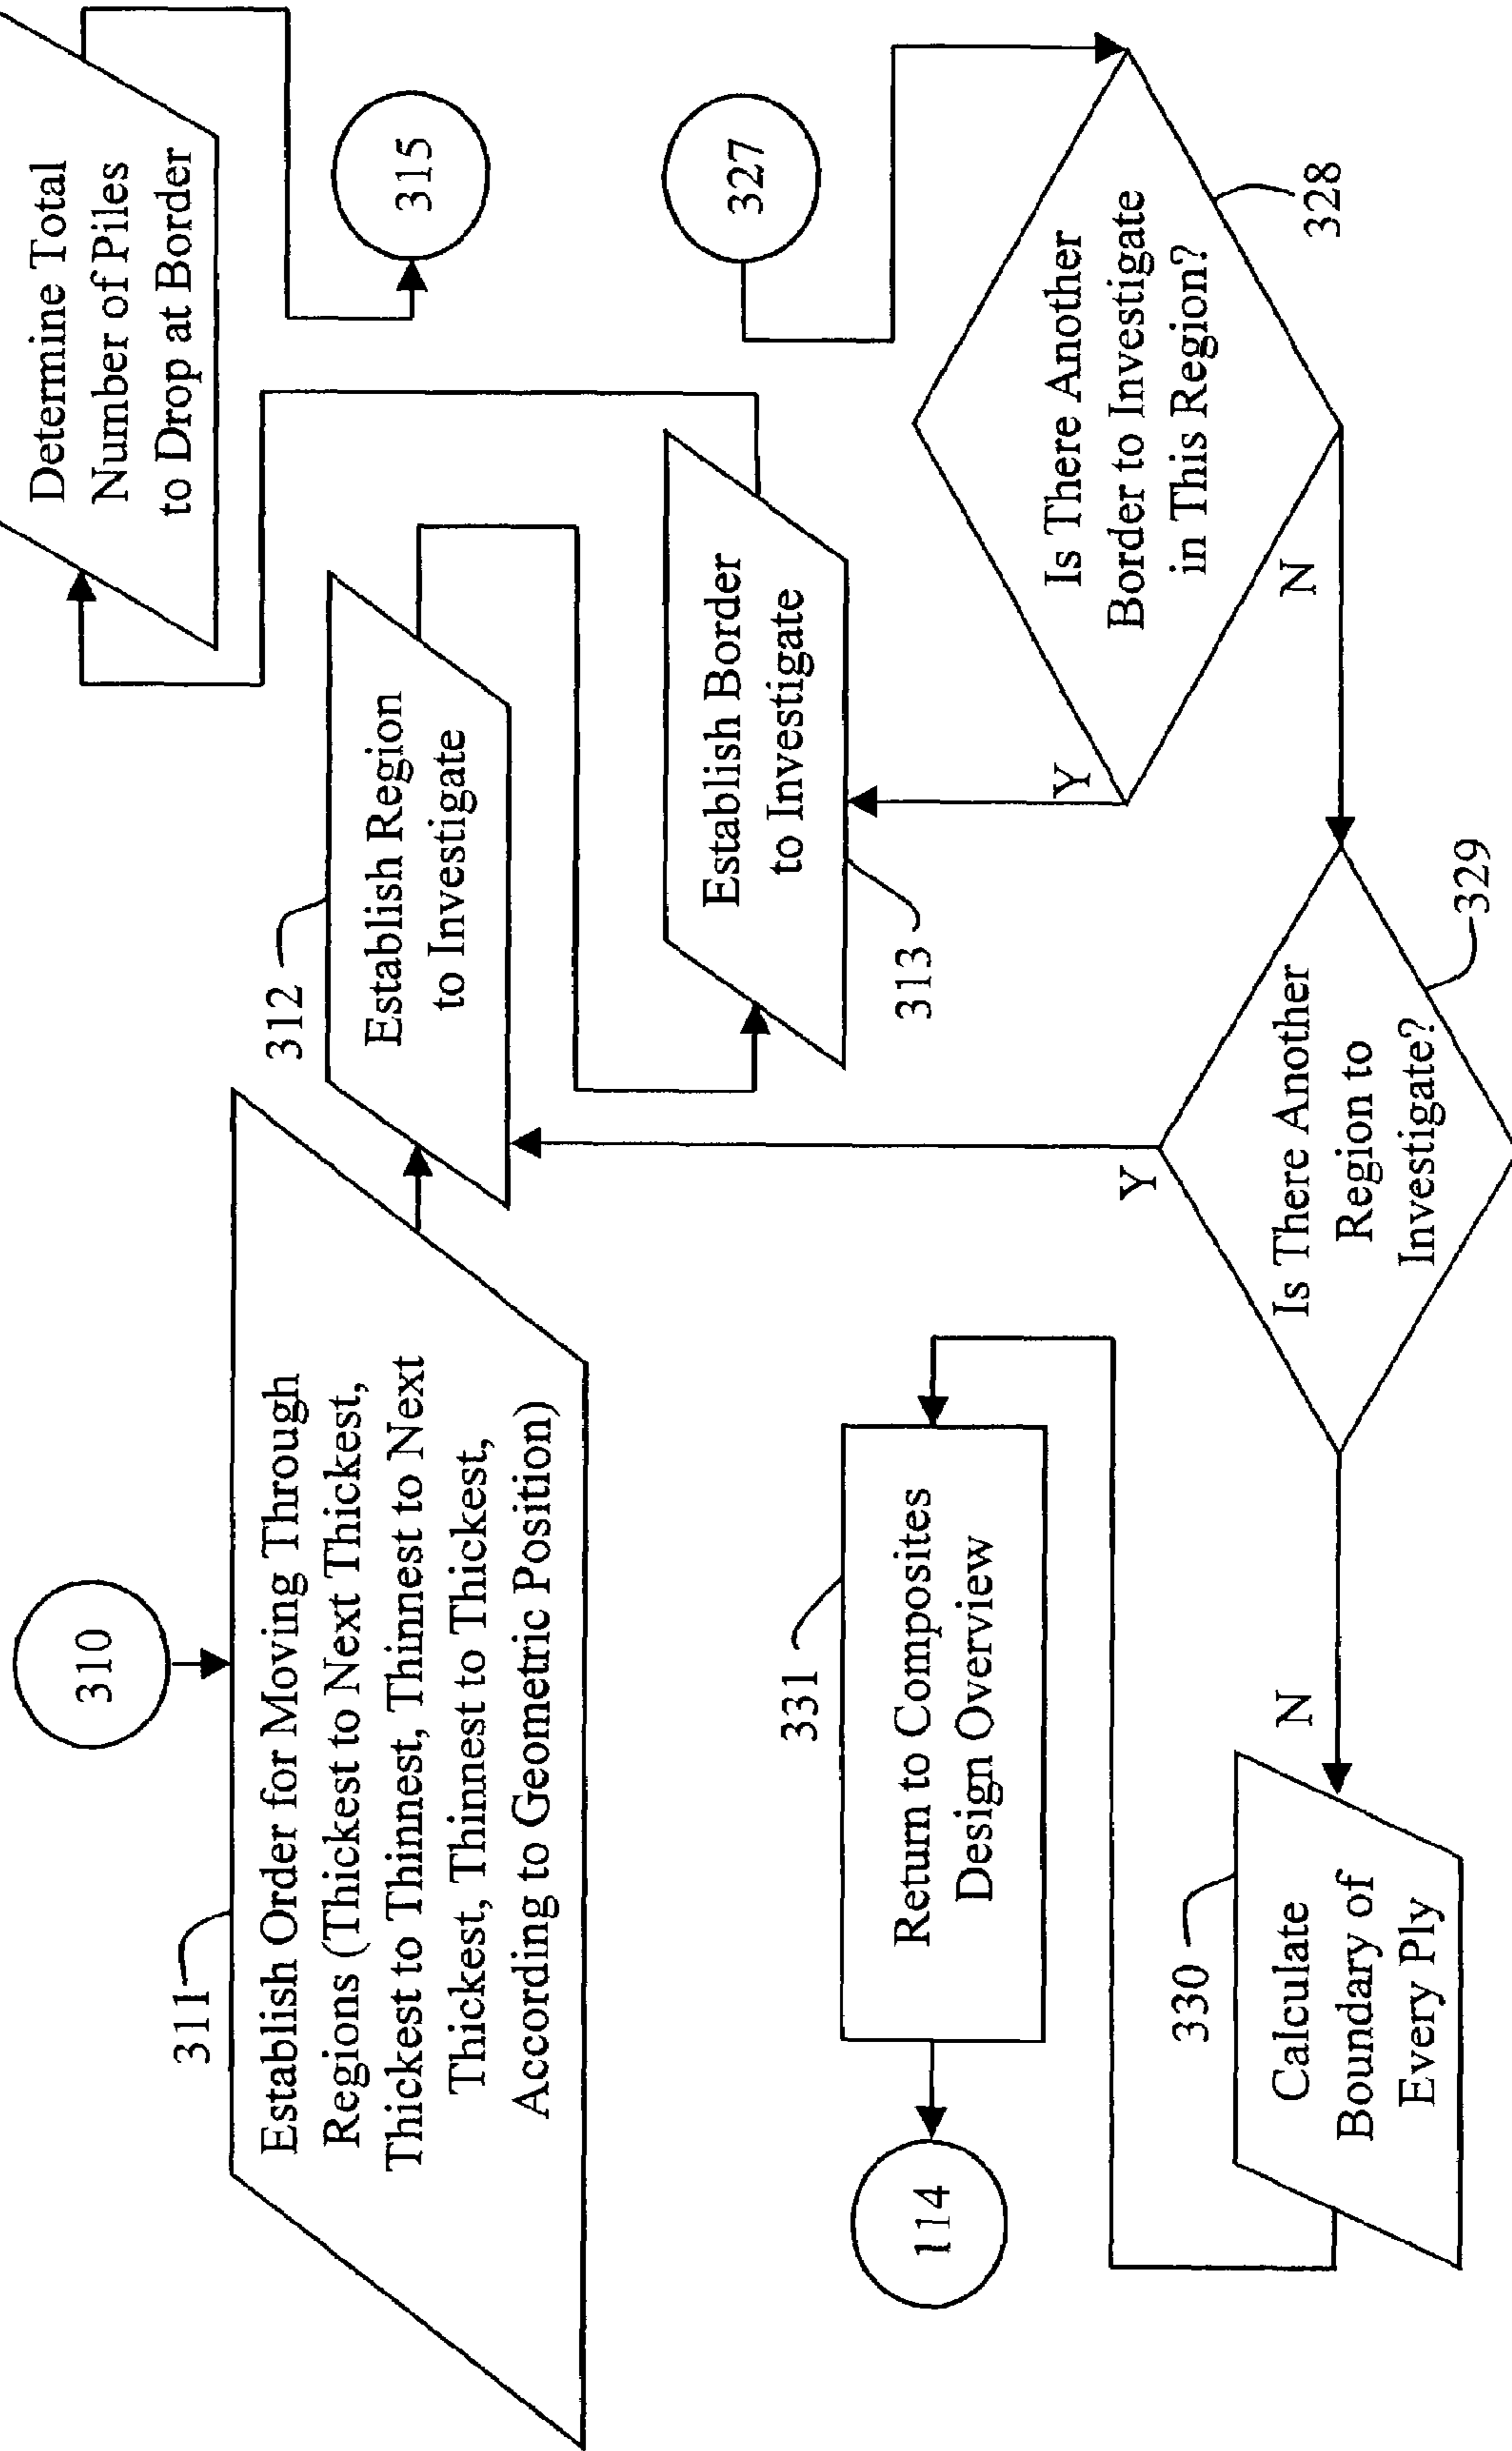 310
311
Establish Order for Moving Through
Regions (Thickest to Next Thickest,
Thickest to Thinnest, Thinnest to Next
Thickest, Thinnest to Thickest,
According to Geometric Position)
312
Establish Region
to Investigate
313
Establish Border
to Investigate
Determine Total
Number of Piles
to Drop at Border
315
327
Is There Another
Border to Investigate
in This Region?
328
Y
N
Is There Another
Region to
Investigate?
329
Y
N
330
Calculate
Boundary of
Every Ply
331
Return to Composites
Design Overview
114